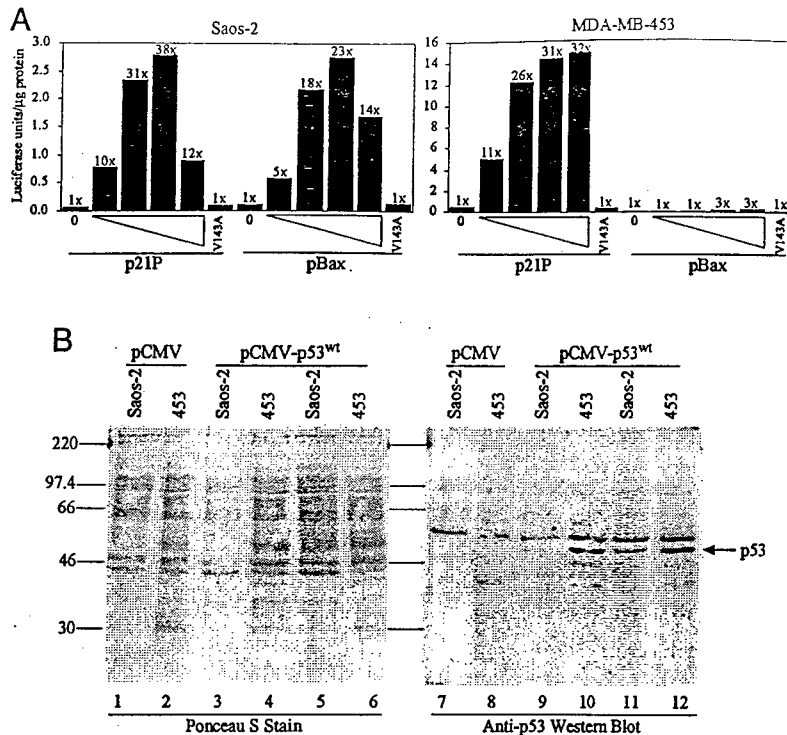 A
Saos-2
MDA-MB-453
Luciferase units/µg protein
3.0
2.5
2.0
1.5
1.0
0.5
0.0
1x
10x
31x
38x
12x
1x
1x
5x
18x
23x
14x
1x
0
V143A
0
V143A
p21P
pBax
16
14
12
10
8
6
4
2
0
1x
11x
26x
31x
32x
1x
1x
1x
1x
3x
3x
1x
0
V143A
0
V143A
p21P
pBax
B
pCMV
pCMV-p53wt
pCMV
pCMV-p53wt
Saos-2
453
Saos-2
453
Saos-2
453
Saos-2
453
Saos-2
453
Saos-2
453
220
97.4
66
46
30
p53
1 2 3 4 5 6
7 8 9 10 11 12
Ponceau S Stain
Anti-p53 Western Blot